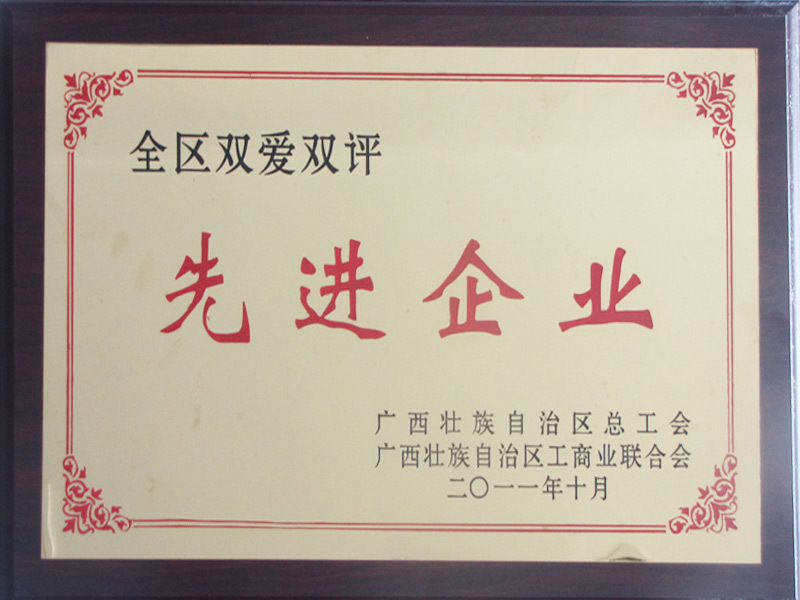 全区双爱双评
先进企业
广西壮族自治区总工会
广西壮族自治区工商业联合会
二〇一一年十月